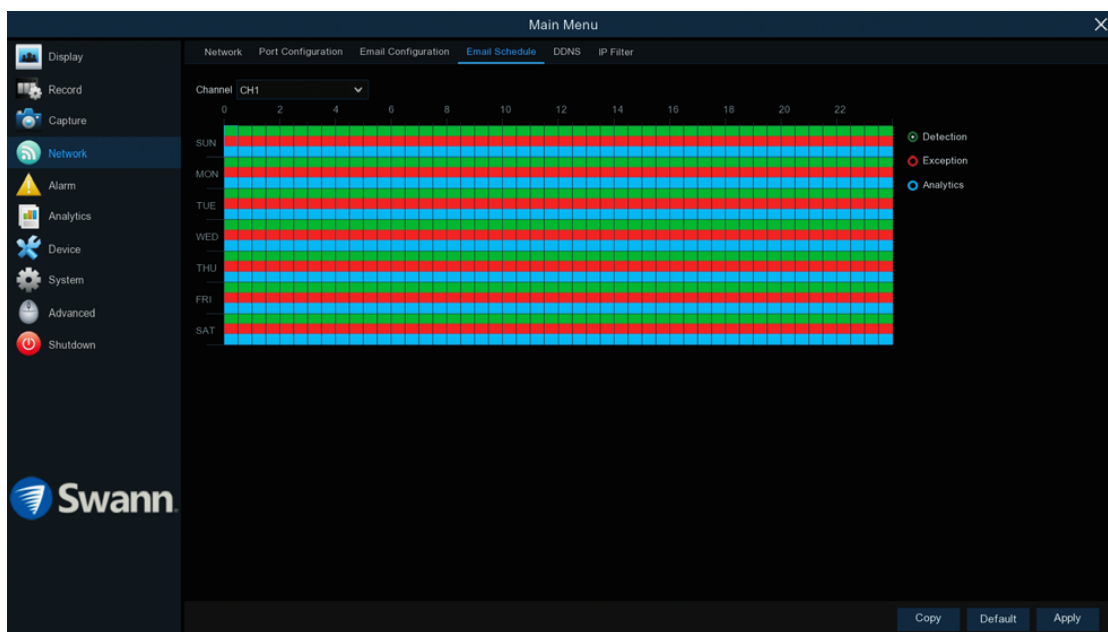 Main Menu
Display
Record
Capture
Network
Alarm
Analytics
Device
System
Advanced
Shutdown
Swann
Network Port Configuration Email Configuration Email Schedule DDNS IP Filter
Channel CH1
0 2 4 6 8 10 12 14 16 18 20 22
SUN
MON
TUE
WED
THU
FRI
SAT
Detection
Exception
Analytics
Copy Default Apply